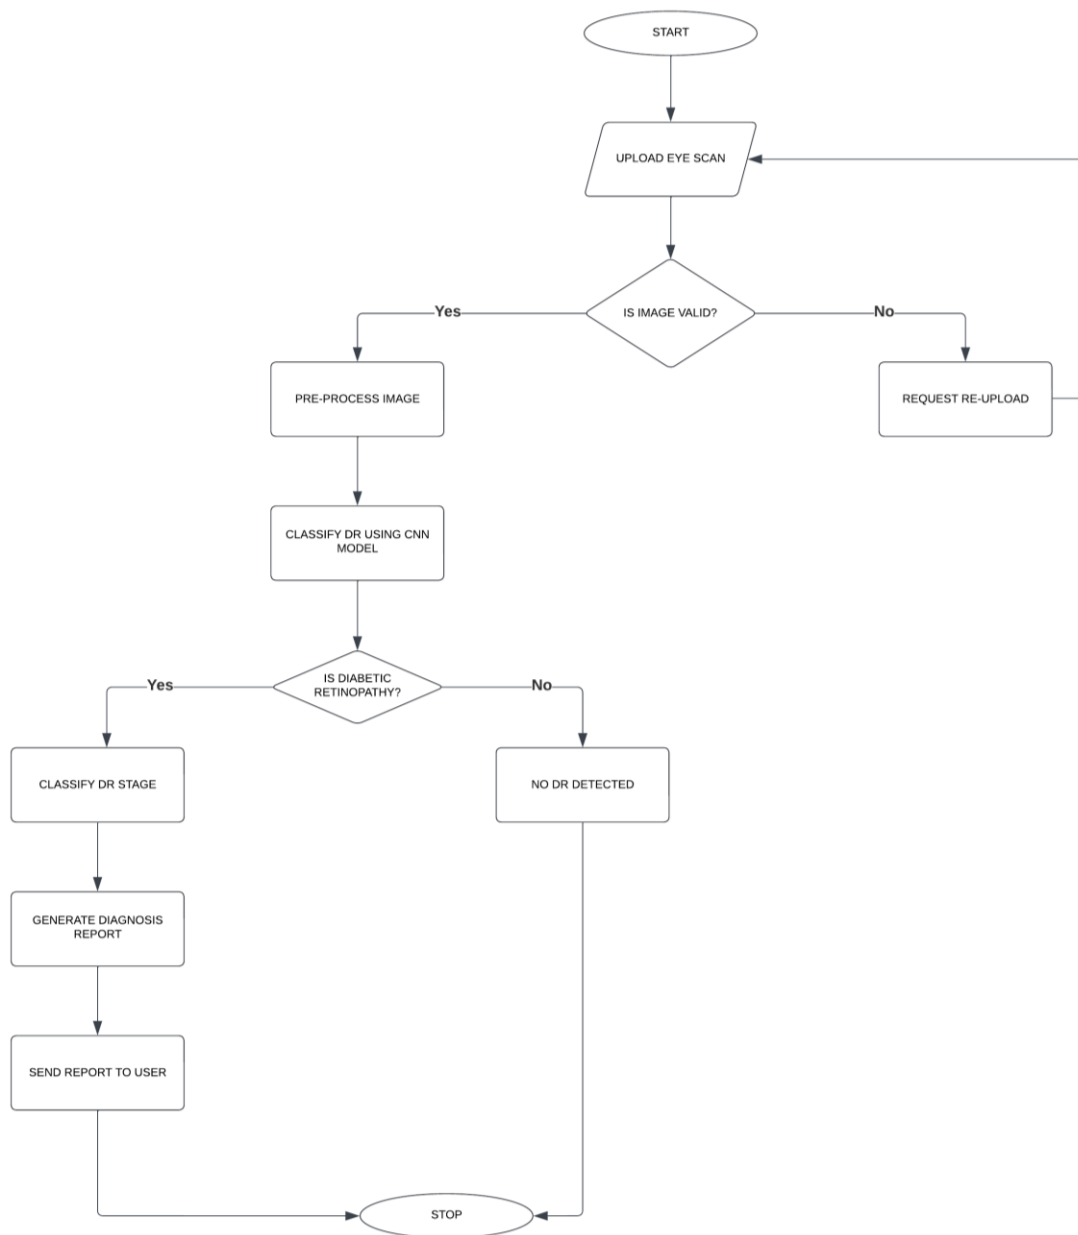 START
UPLOAD EYE SCAN
IS IMAGE VALID?
Yes
No
PRE-PROCESS IMAGE
REQUEST RE-UPLOAD
CLASSIFY DR USING CNN
MODEL
IS DIABETIC
RETINOPATHY?
Yes
No
CLASSIFY DR STAGE
NO DR DETECTED
GENERATE DIAGNOSIS
REPORT
SEND REPORT TO USER
STOP